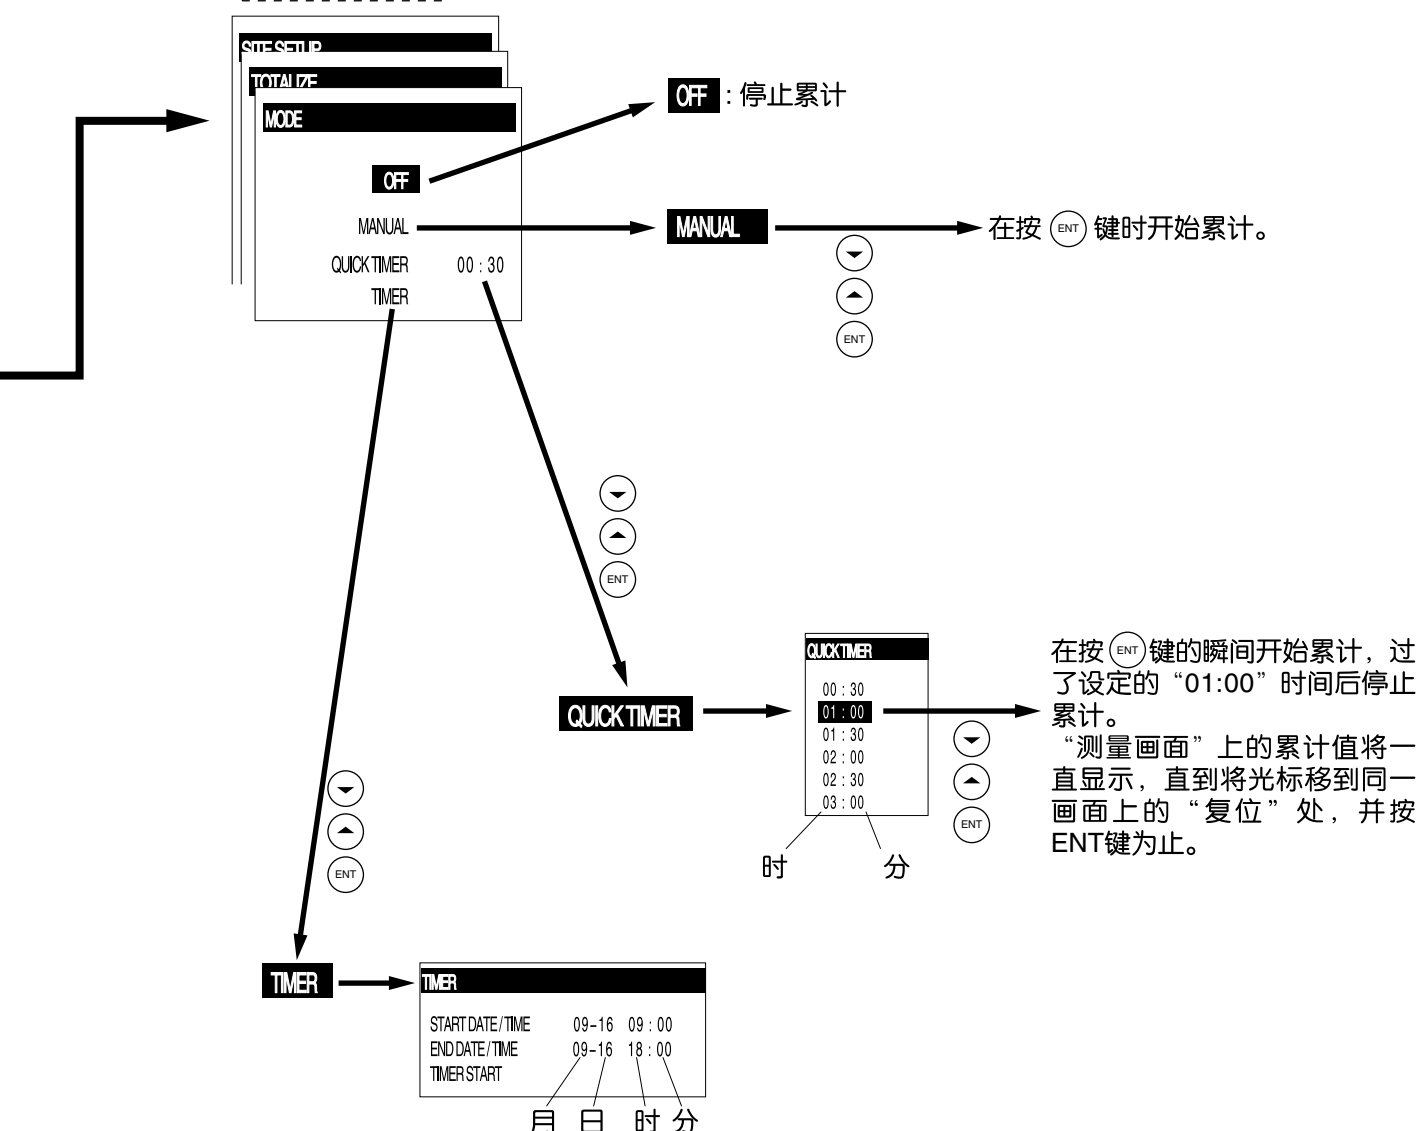 SITE SETUP
TOTALIZE
MODE
OFF
MANUAL
QUICK TIMER 00 : 30
TIMER
OFF : 停止累计
MANUAL
在按 ENT 键时开始累计。
ENT
ENT
QUICK TIMER
QUICK TIMER
00 : 30
01 : 00
01 : 30
02 : 00
02 : 30
03 : 00
时 分
ENT
在按 ENT 键的瞬间开始累计，过
了设定的“01:00”时间后停止
累计。
“测量画面”上的累计值将一
直显示，直到将光标移到同一
画面上的“复位”处，并按
ENT键为止。
ENT
TIMER
TIMER
START DATE / TIME 09-16 09 : 00
END DATE / TIME 09-16 18 : 00
TIMER START
月 日 时 分